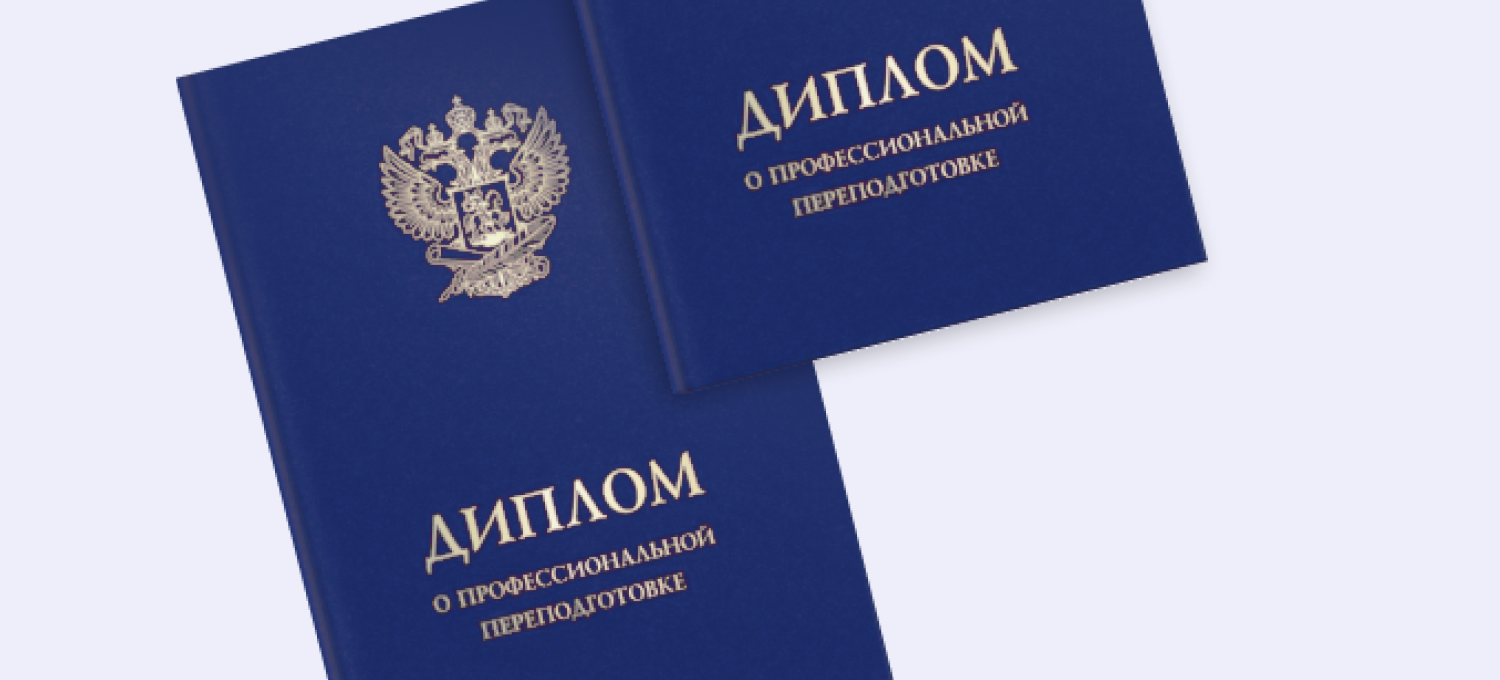 ДИПЛОМ
О ПРОФЕССИОНАЛЬНОЙ
ПЕРЕПОДГОТОВКЕ
ДИПЛОМ
О ПРОФЕССИОНАЛЬНОЙ
ПЕРЕПОДГОТОВКЕ